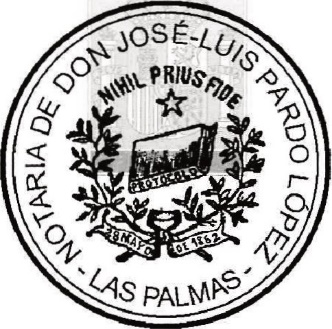 NOTARIA DE DON JOSÉ-LUIS PARDO LÓPEZ
- LAS PALMAS -
NIHIL PRIUS FIDE
PROTOCOLO
28 MAYO DE 1862